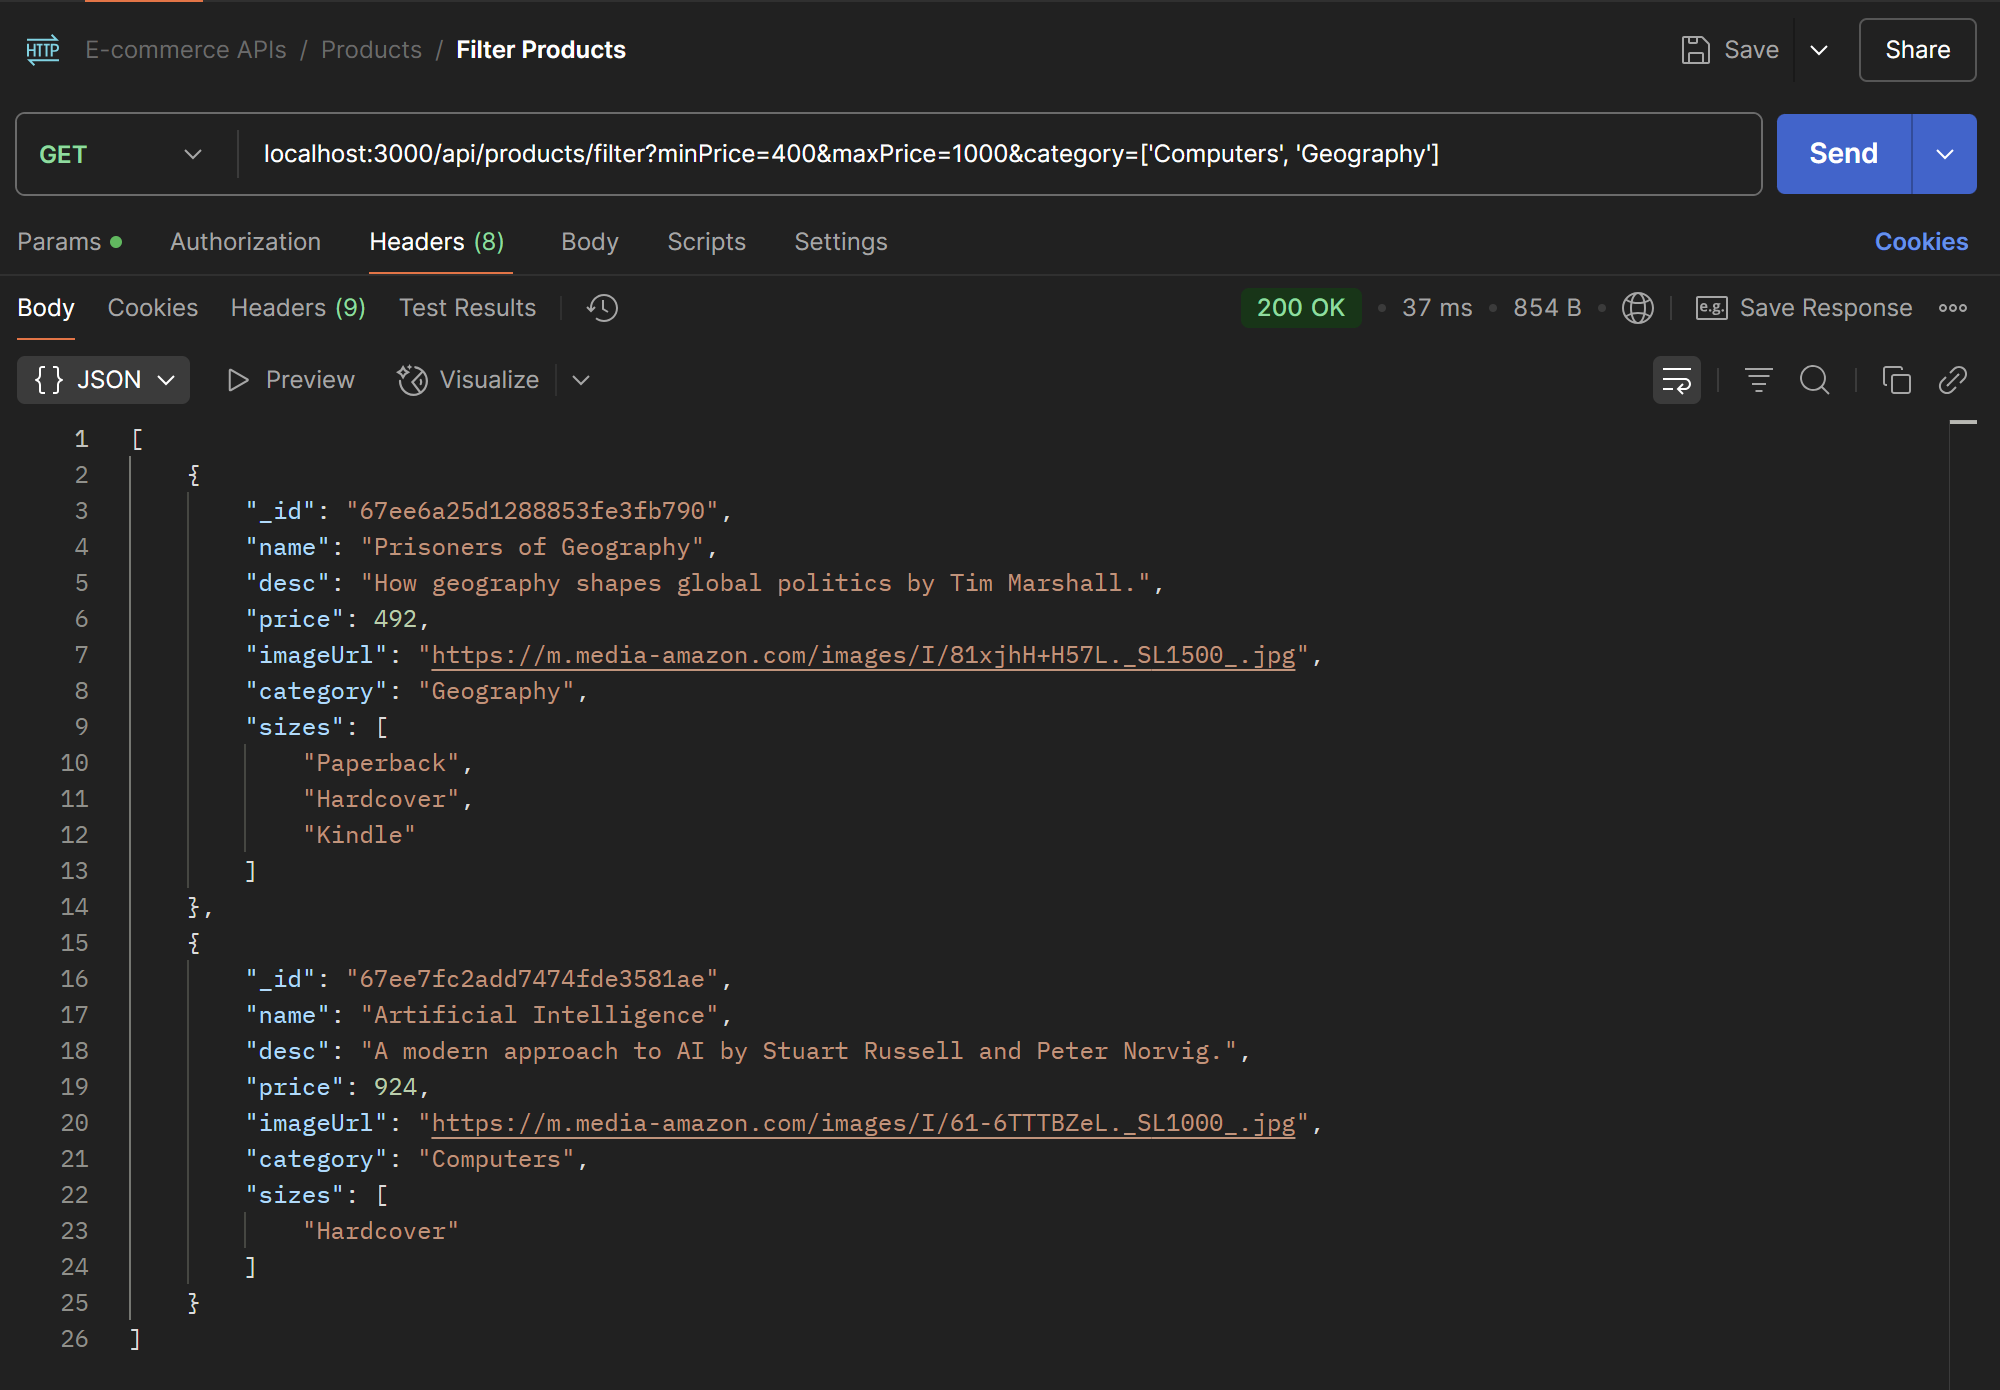 HTTP E-commerce APIs / Products / Filter Products Save Share
GET localhost:3000/api/products/filter?minPrice=400&maxPrice=1000&category=['Computers', 'Geography'] Send
Params Authorization Headers (8) Body Scripts Settings Cookies
Body Cookies Headers (9) Test Results 200 OK • 37 ms • 854 B • e.g. Save Response
{} JSON Preview Visualize
1 [
2 {
3 "_id": "67ee6a25d1288853fe3fb790",
4 "name": "Prisoners of Geography",
5 "desc": "How geography shapes global politics by Tim Marshall.",
6 "price": 492,
7 "imageUrl": "https://m.media-amazon.com/images/I/81xjhH+H57L._SL1500_.jpg",
8 "category": "Geography",
9 "sizes": [
10 "Paperback",
11 "Hardcover",
12 "Kindle"
13 ]
14 },
15 {
16 "_id": "67ee7fc2add7474fde3581ae",
17 "name": "Artificial Intelligence",
18 "desc": "A modern approach to AI by Stuart Russell and Peter Norvig.",
19 "price": 924,
20 "imageUrl": "https://m.media-amazon.com/images/I/61-6TTTBZeL._SL1000_.jpg",
21 "category": "Computers",
22 "sizes": [
23 "Hardcover"
24 ]
25 }
26 ]